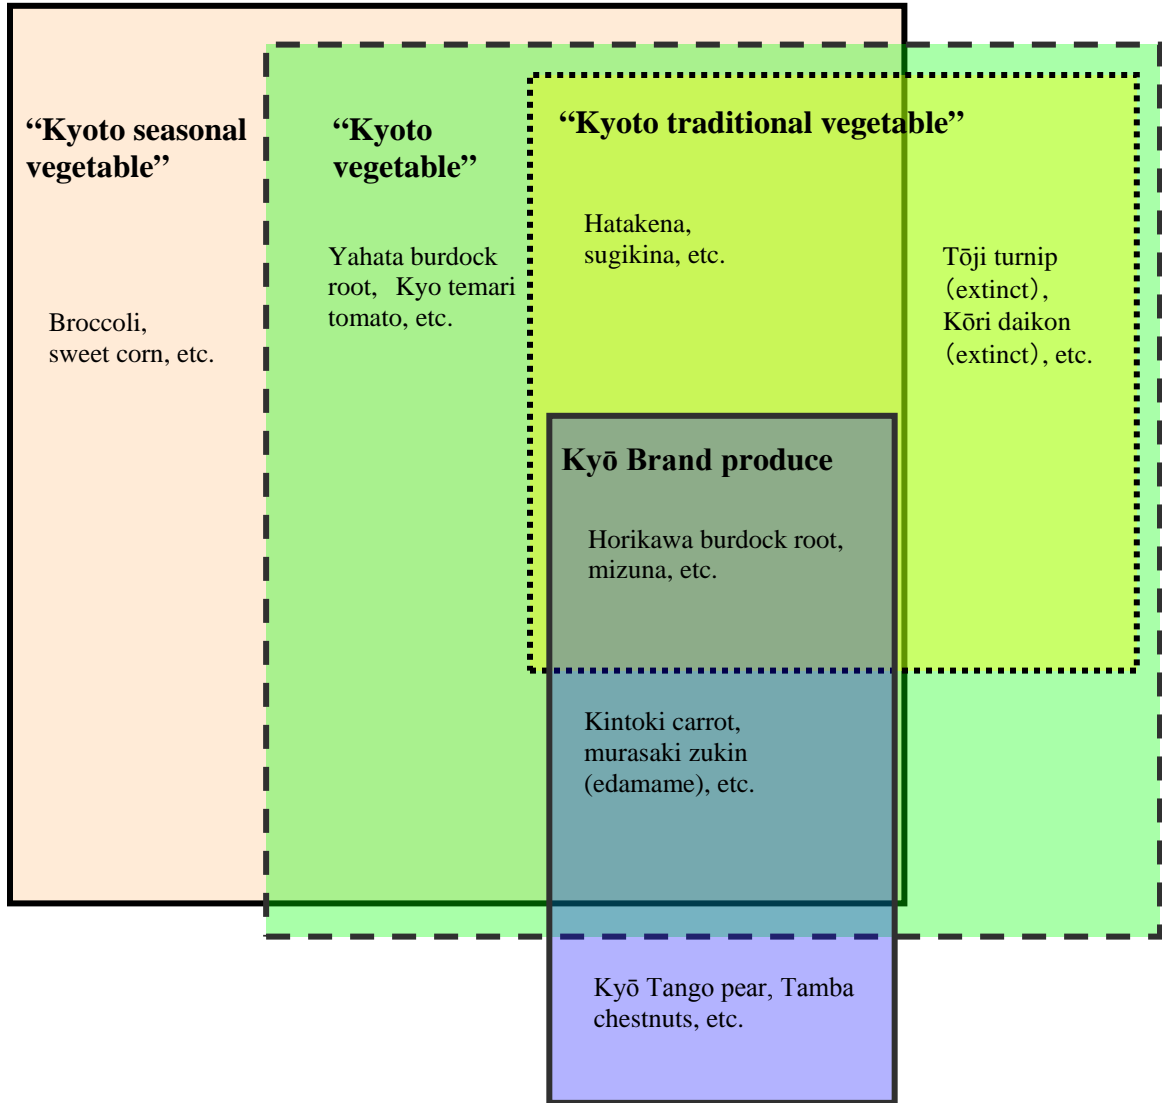 “Kyoto seasonal
vegetable”
Broccoli,
sweet corn, etc.
“Kyoto
vegetable”
Yahata burdock
root, Kyo temari
tomato, etc.
“Kyoto traditional vegetable”
Hatakena,
sugikina, etc.
Tōji turnip
（extinct）,
Kōri daikon
（extinct）, etc.
Kyō Brand produce
Horikawa burdock root,
mizuna, etc.
Kintoki carrot,
murasaki zukin
(edamame), etc.
Kyō Tango pear, Tamba
chestnuts, etc.